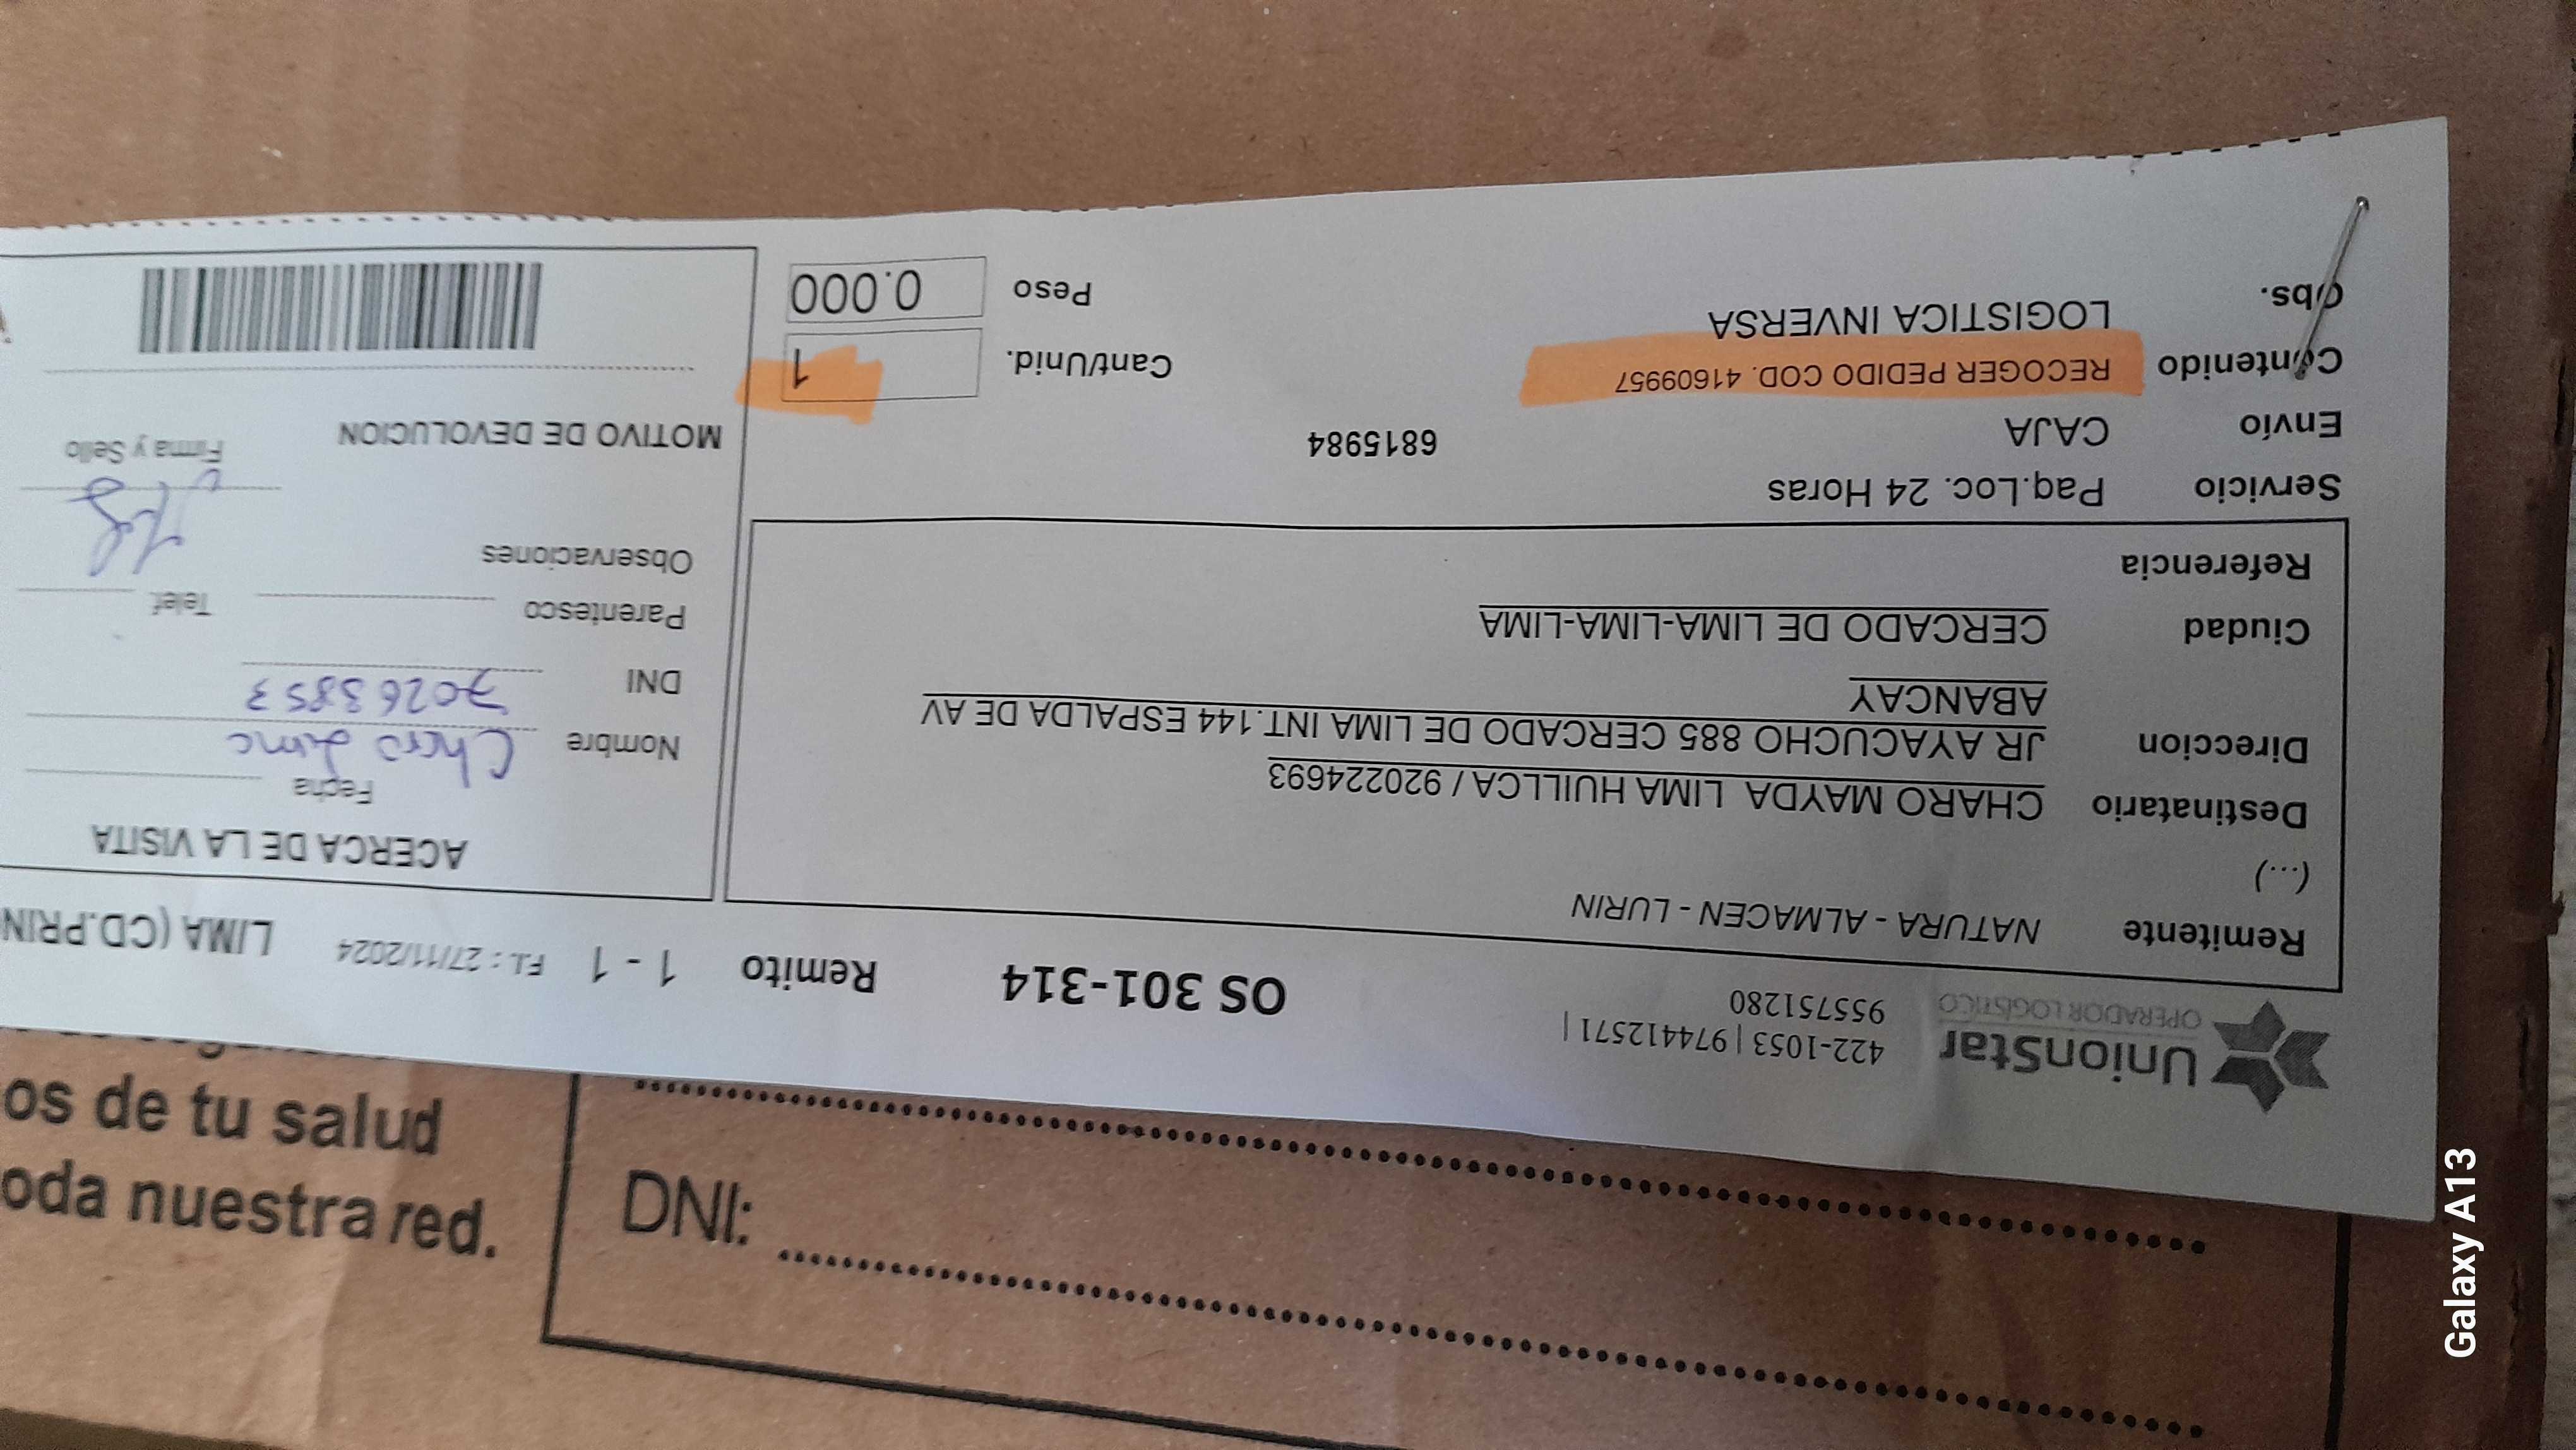 UnionStar
OPERADOR LOGÍSTICO
422-1053 | 974412571 |
955751280
OS 301-314
Remito 1 - 1
F.I.: 27/11/2024
LIMA (CD.PRIN
Remitente NATURA - ALMACEN - LURIN
(...)
Destinatario CHARO MAYDA LIMA HUILLCA / 920224693
Direccion JR AYACUCHO 885 CERCADO DE LIMA INT.144 ESPALDA DE AV
ABANCAY
Ciudad CERCADO DE LIMA-LIMA-LIMA
Referencia
Servicio Paq.Loc. 24 Horas
Envío CAJA 6815984
Contenido RECOGER PEDIDO COD. 41609957
LOGISTICA INVERSA
Obs.
Cant/Unid. 1
Peso 0.000
ACERCA DE LA VISITA
Fecha
Nombre Charo Lima
DNI 70263853
Parentesco Telef.
Observaciones
Firma y Sello
MOTIVO DE DEVOLUCION
os de tu salud
oda nuestra red.
DNI:
Galaxy A13